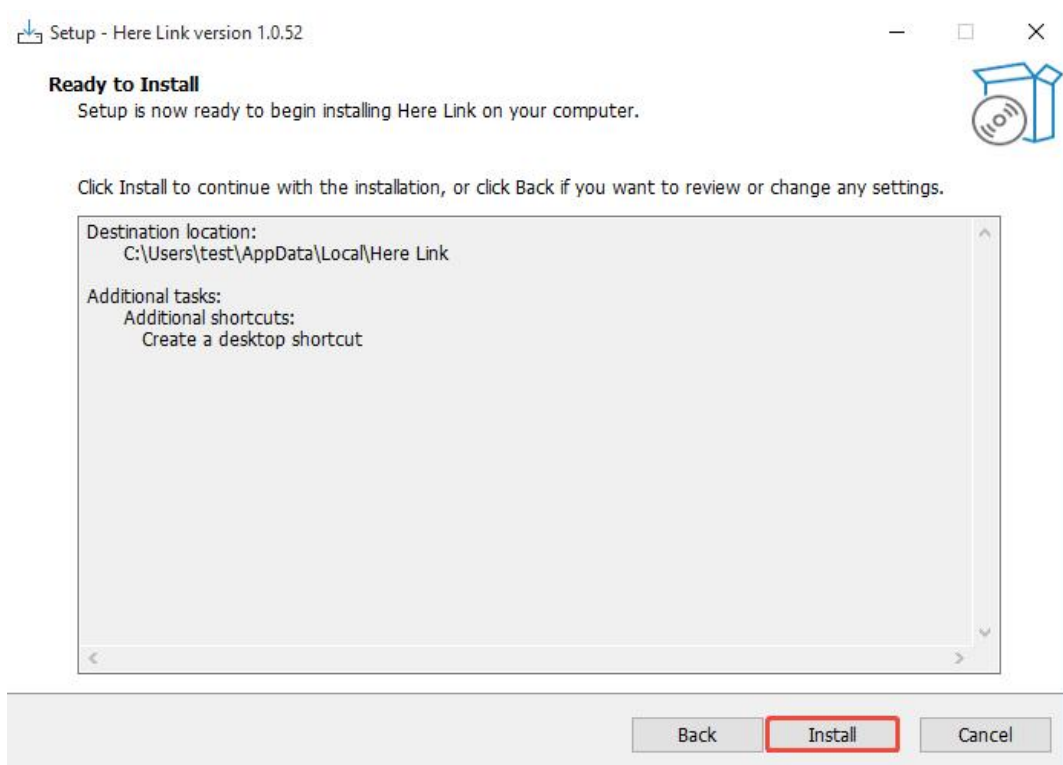 Setup - Here Link version 1.0.52
Ready to Install
Setup is now ready to begin installing Here Link on your computer.
Click Install to continue with the installation, or click Back if you want to review or change any settings.
Destination location:
C:\Users\test\AppData\Local\Here Link
Additional tasks:
Additional shortcuts:
Create a desktop shortcut
Back Install Cancel